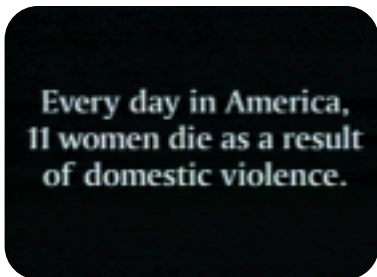 Every day in America,
11 women die as a result
of domestic violence.